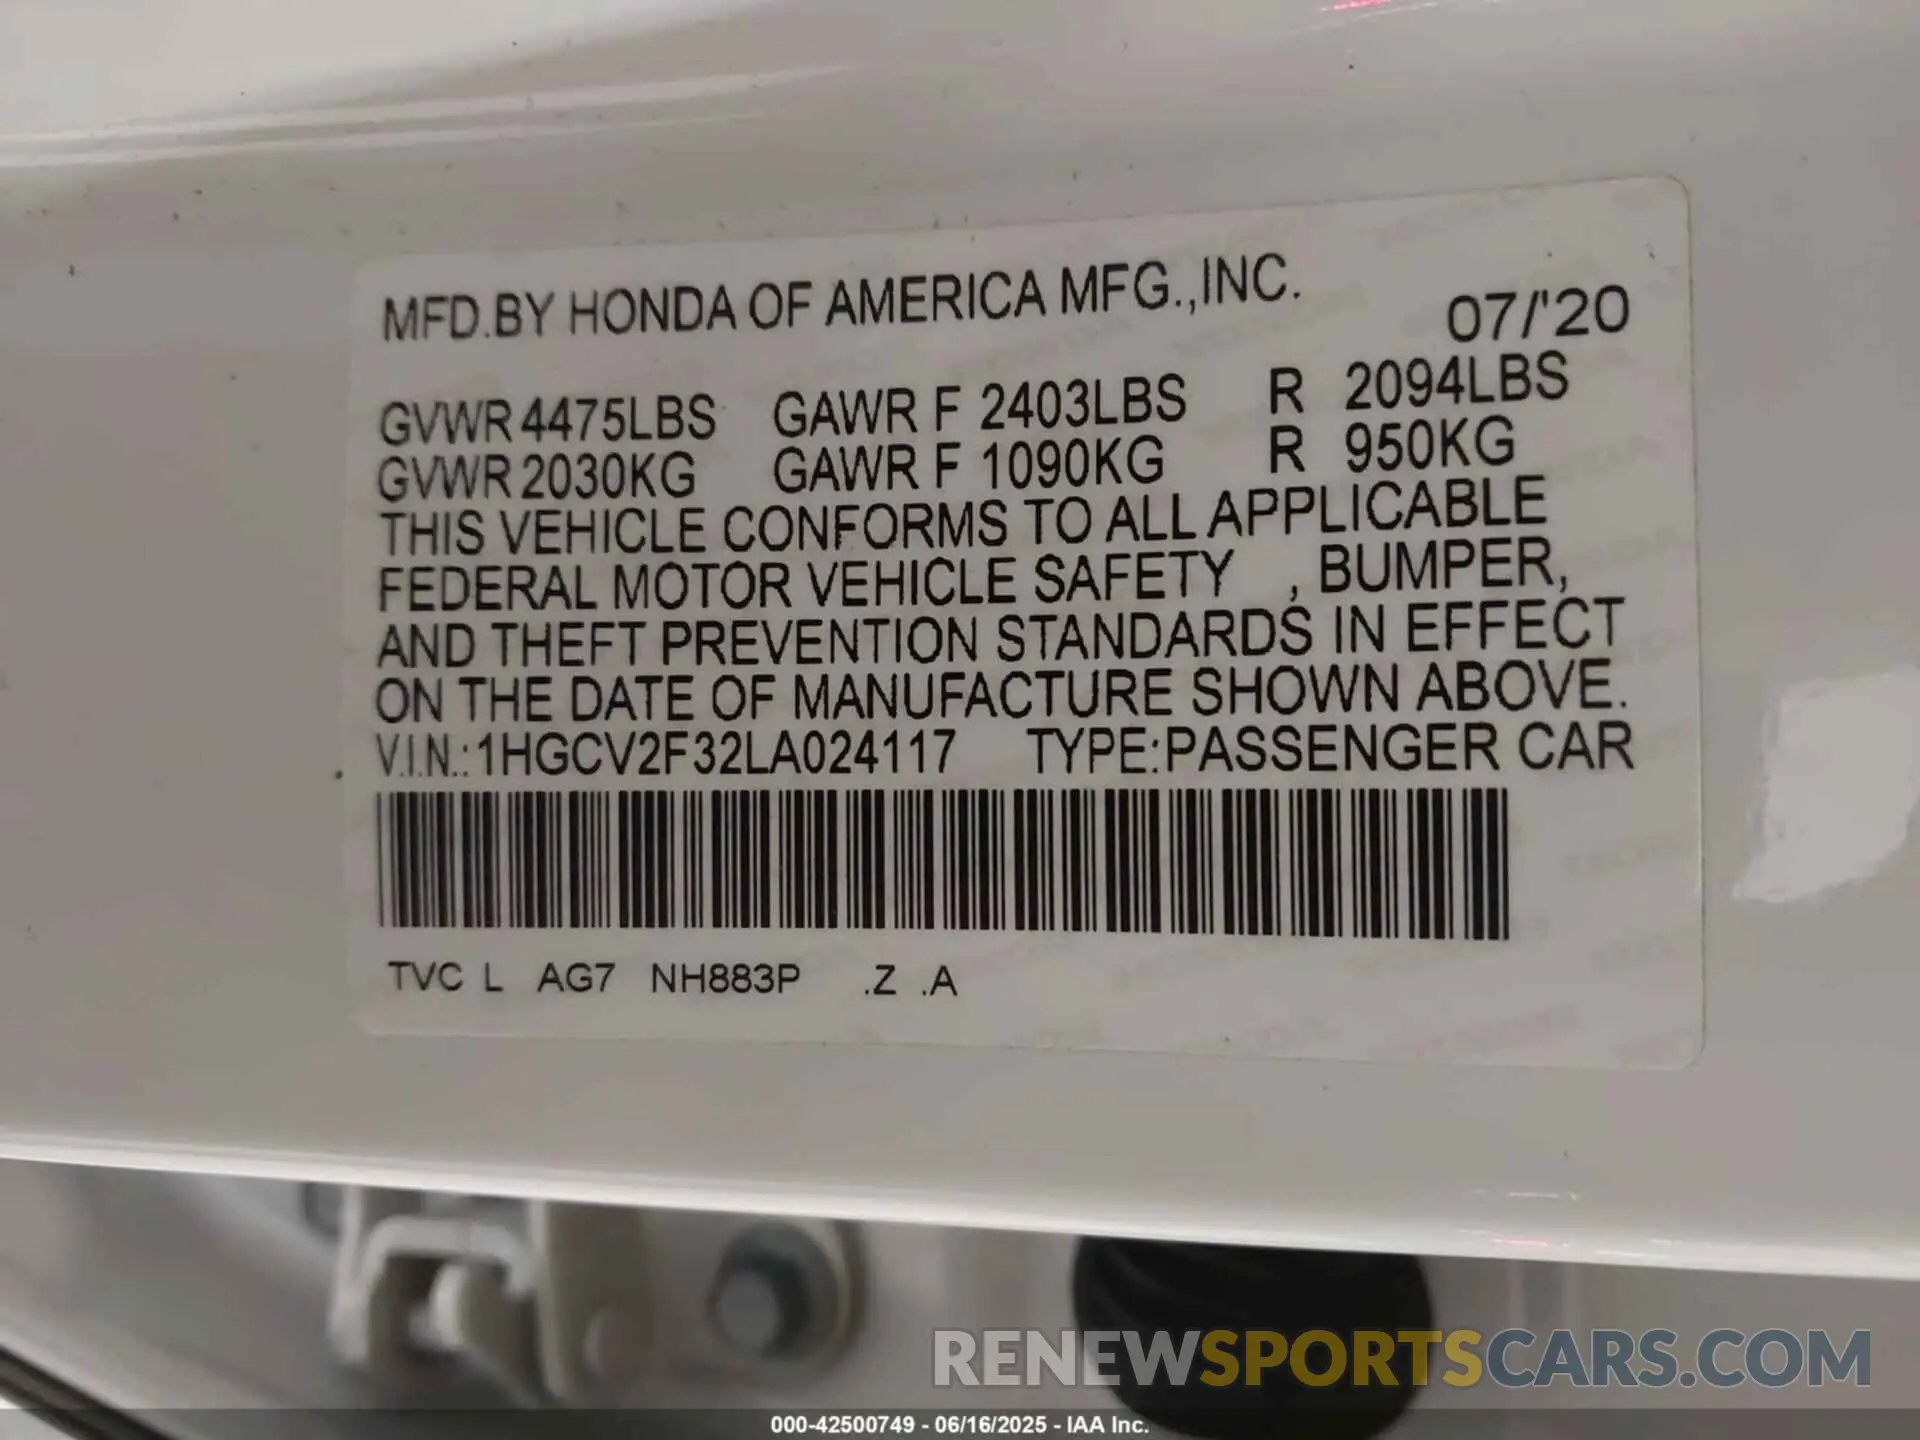 MFD.BY HONDA OF AMERICA MFG.,INC.
07/'20
GVWR 4475LBS GAWR F 2403LBS R 2094LBS
GVWR 2030KG GAWR F 1090KG R 950KG
THIS VEHICLE CONFORMS TO ALL APPLICABLE
FEDERAL MOTOR VEHICLE SAFETY , BUMPER,
AND THEFT PREVENTION STANDARDS IN EFFECT
ON THE DATE OF MANUFACTURE SHOWN ABOVE.
V.I.N.:1HGCV2F32LA024117 TYPE:PASSENGER CAR
TVC L AG7 NH883P .Z .A
RENEWSPORTSCARS.COM
000-42500749 - 06/16/2025 - IAA Inc.